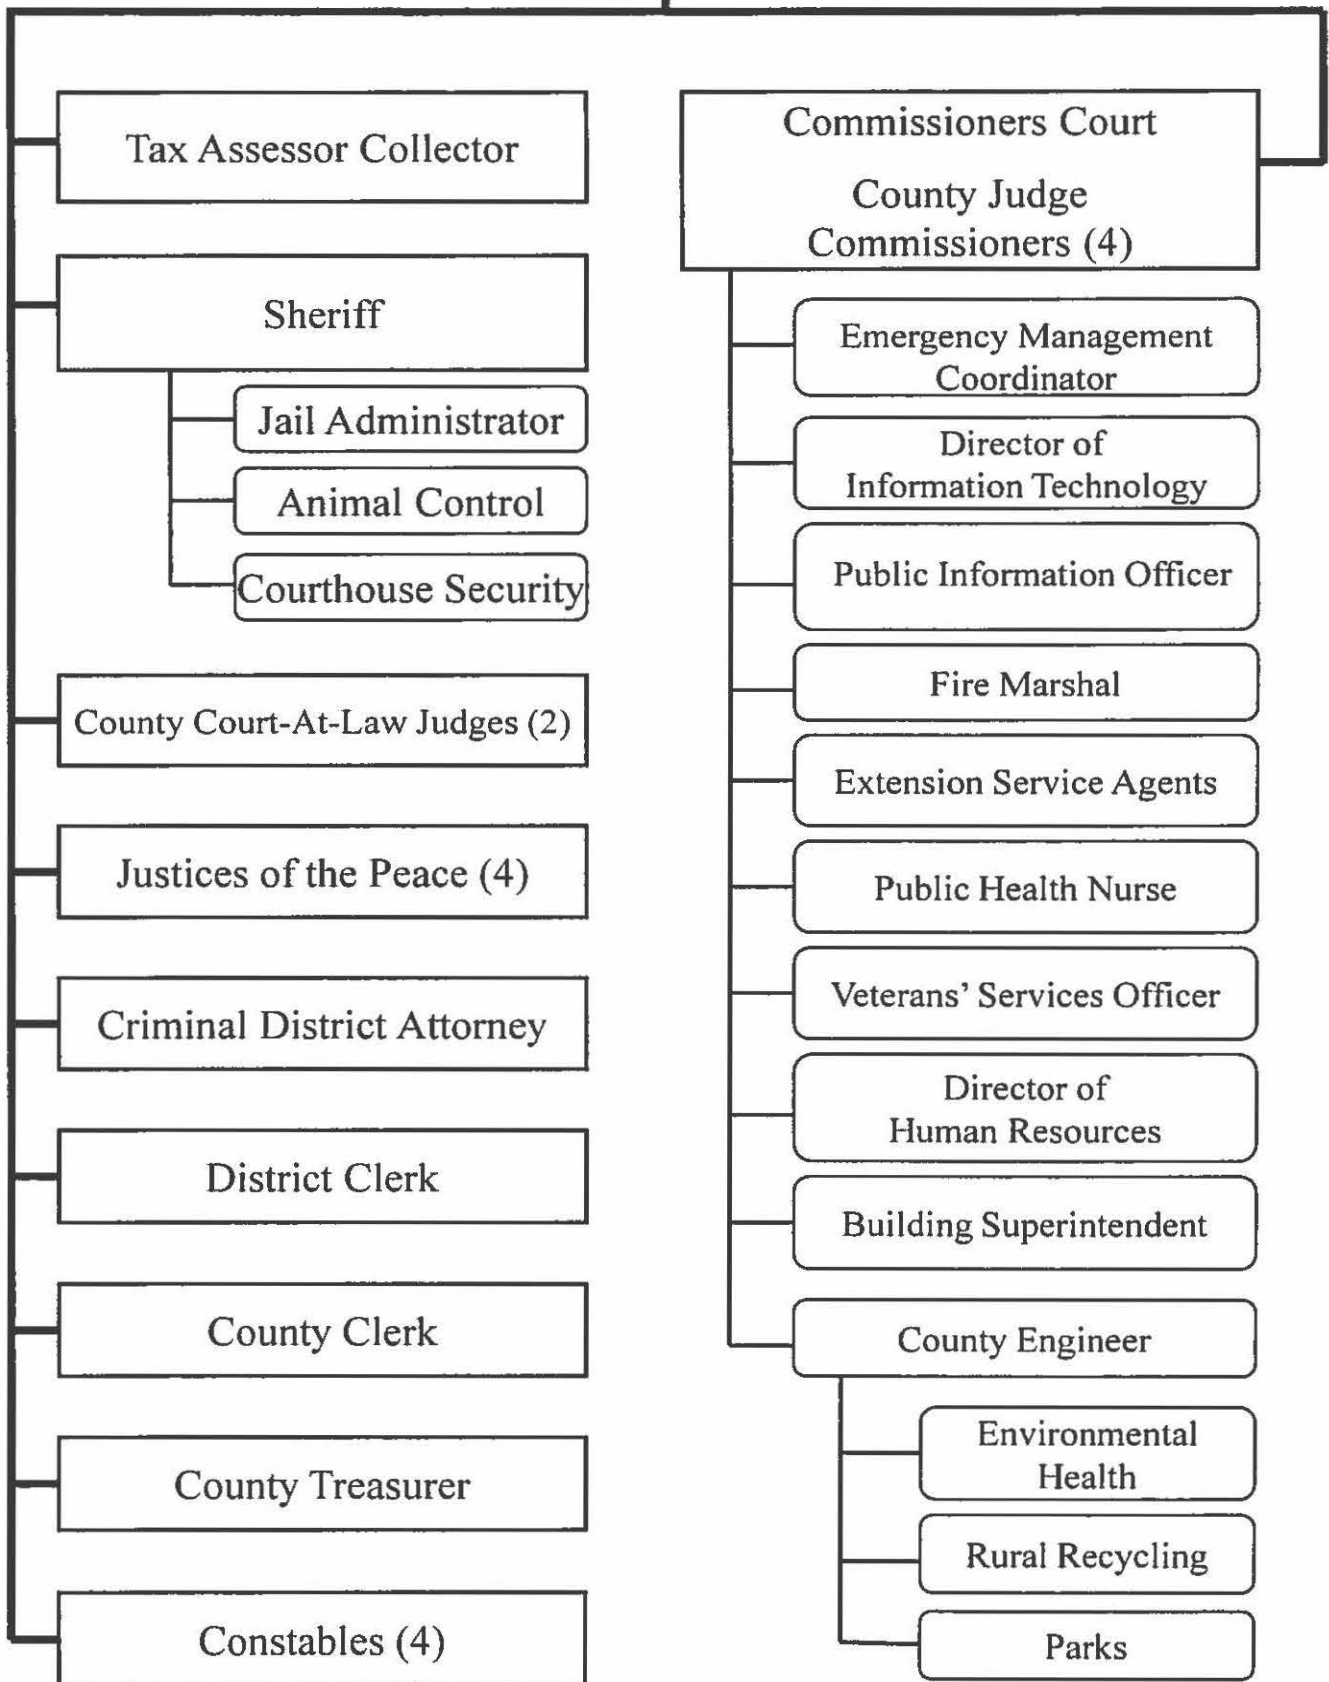 Tax Assessor Collector
Sheriff
Jail Administrator
Animal Control
Courthouse Security
County Court-At-Law Judges (2)
Justices of the Peace (4)
Criminal District Attorney
District Clerk
County Clerk
County Treasurer
Constables (4)
Commissioners Court
County Judge
Commissioners (4)
Emergency Management
Coordinator
Director of
Information Technology
Public Information Officer
Fire Marshal
Extension Service Agents
Public Health Nurse
Veterans’ Services Officer
Director of
Human Resources
Building Superintendent
County Engineer
Environmental
Health
Rural Recycling
Parks